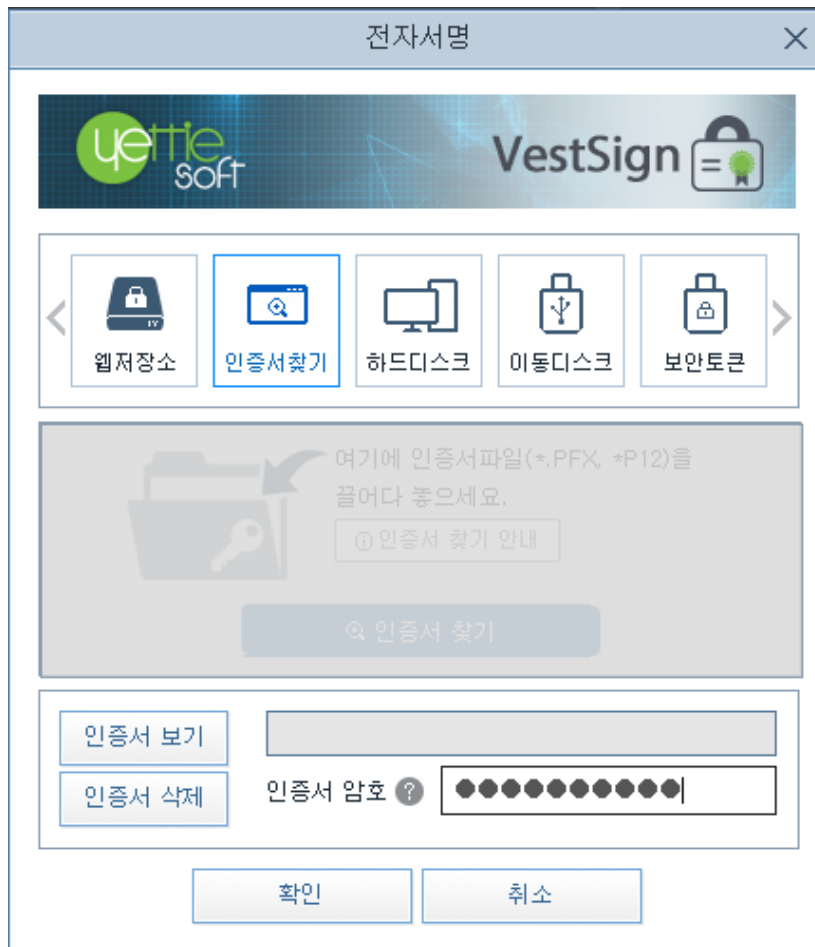 전자서명
yettie soft
VestSign
웹저장소
인증서찾기
하드디스크
이동디스크
보안토큰
여기에 인증서파일(*.PFX, *P12)을
끌어다 놓으세요.
인증서 찾기 안내
인증서 찾기
인증서 보기
인증서 암호 ?
인증서 삭제
확인
취소